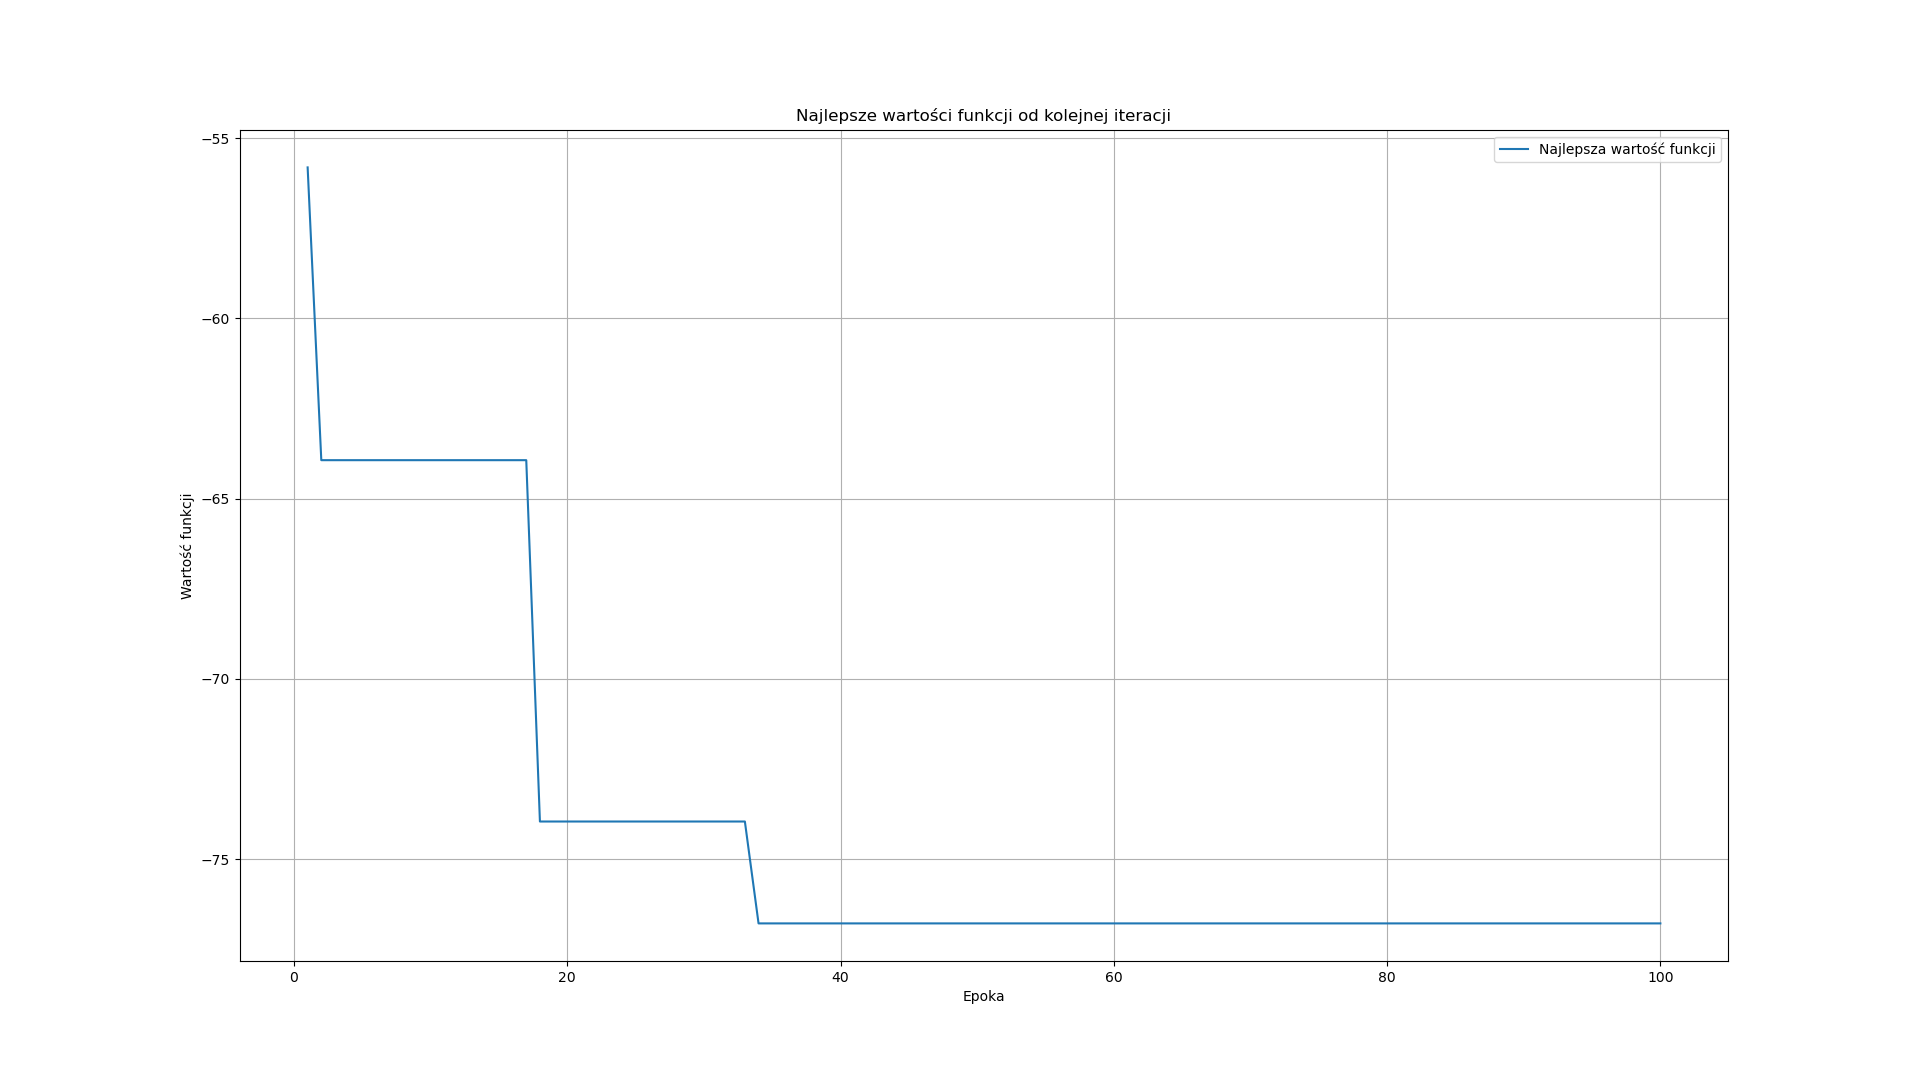 Najlepsze wartości funkcji od kolejnej iteracji
Najlepsza wartość funkcji
−55
−60
−65
−70
−75
Wartość funkcji
0 20 40 60 80 100
Epoka